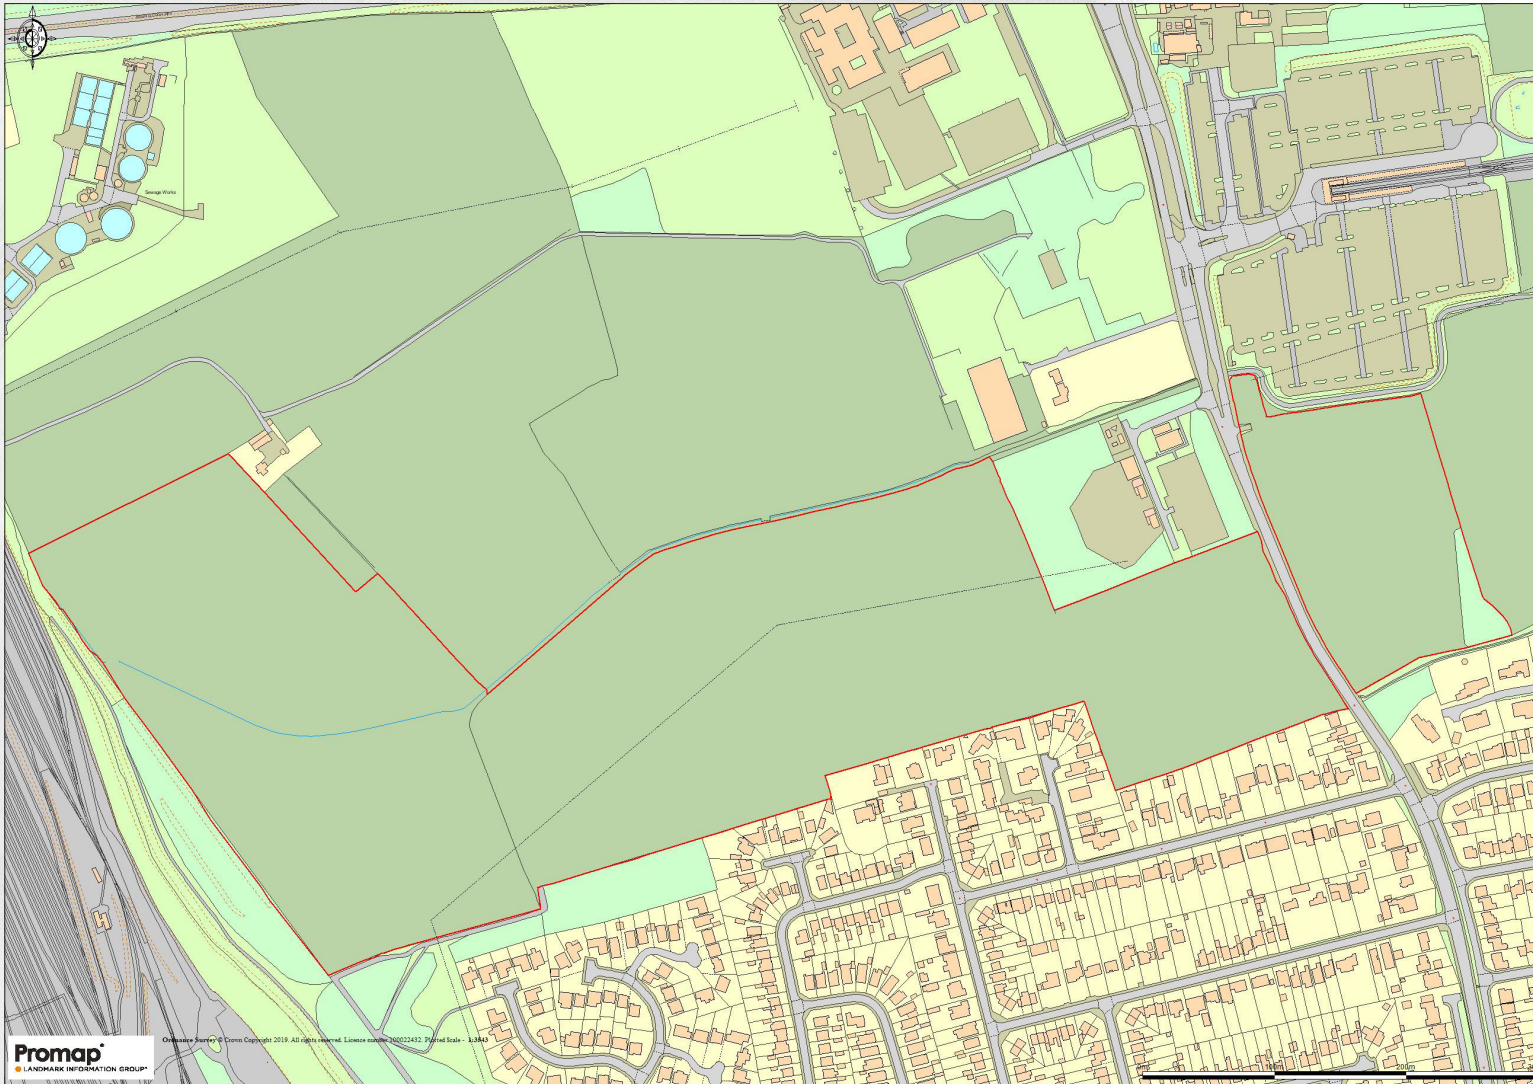 Sewage Works
Promap
LANDMARK INFORMATION GROUP
Ordnance Survey © Crown Copyright 2019. All rights reserved. Licence number 100022432. Plotted Scale - 1:3843
0m 100m 200m